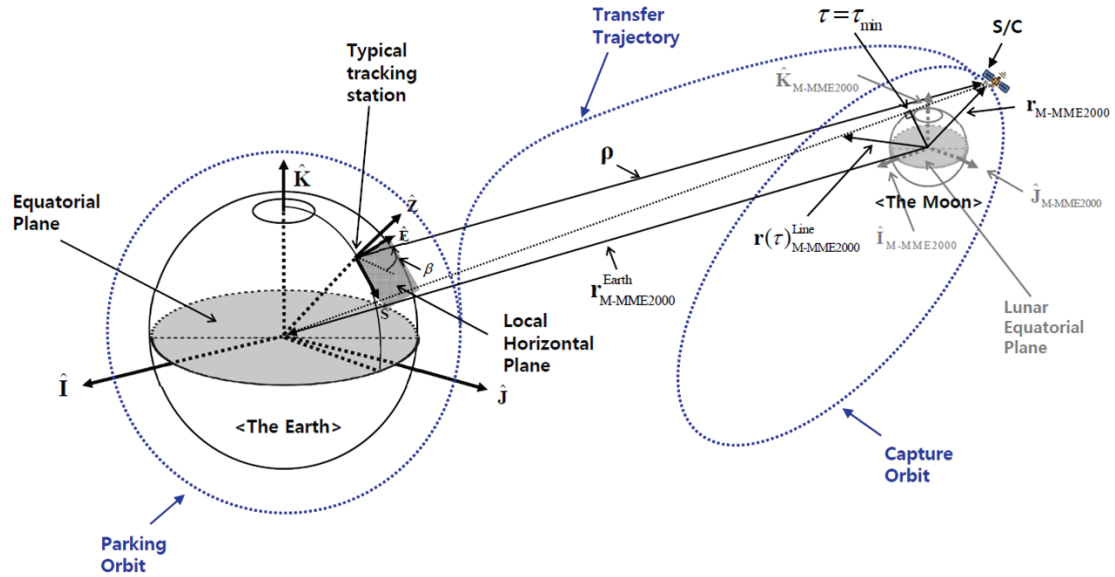 Transfer
Trajectory
τ = τmin
S/C
Typical
tracking
station
K̂M-MME2000
rM-MME2000
K̂
ρ
Equatorial
Plane
Ẑ
Ê
β
<The Moon>
ĴM-MME2000
ÎM-MME2000
r(τ)LineM-MME2000
rEarthM-MME2000
S
Local
Horizontal
Plane
Lunar
Equatorial
Plane
Î
Ĵ
<The Earth>
Capture
Orbit
Parking
Orbit